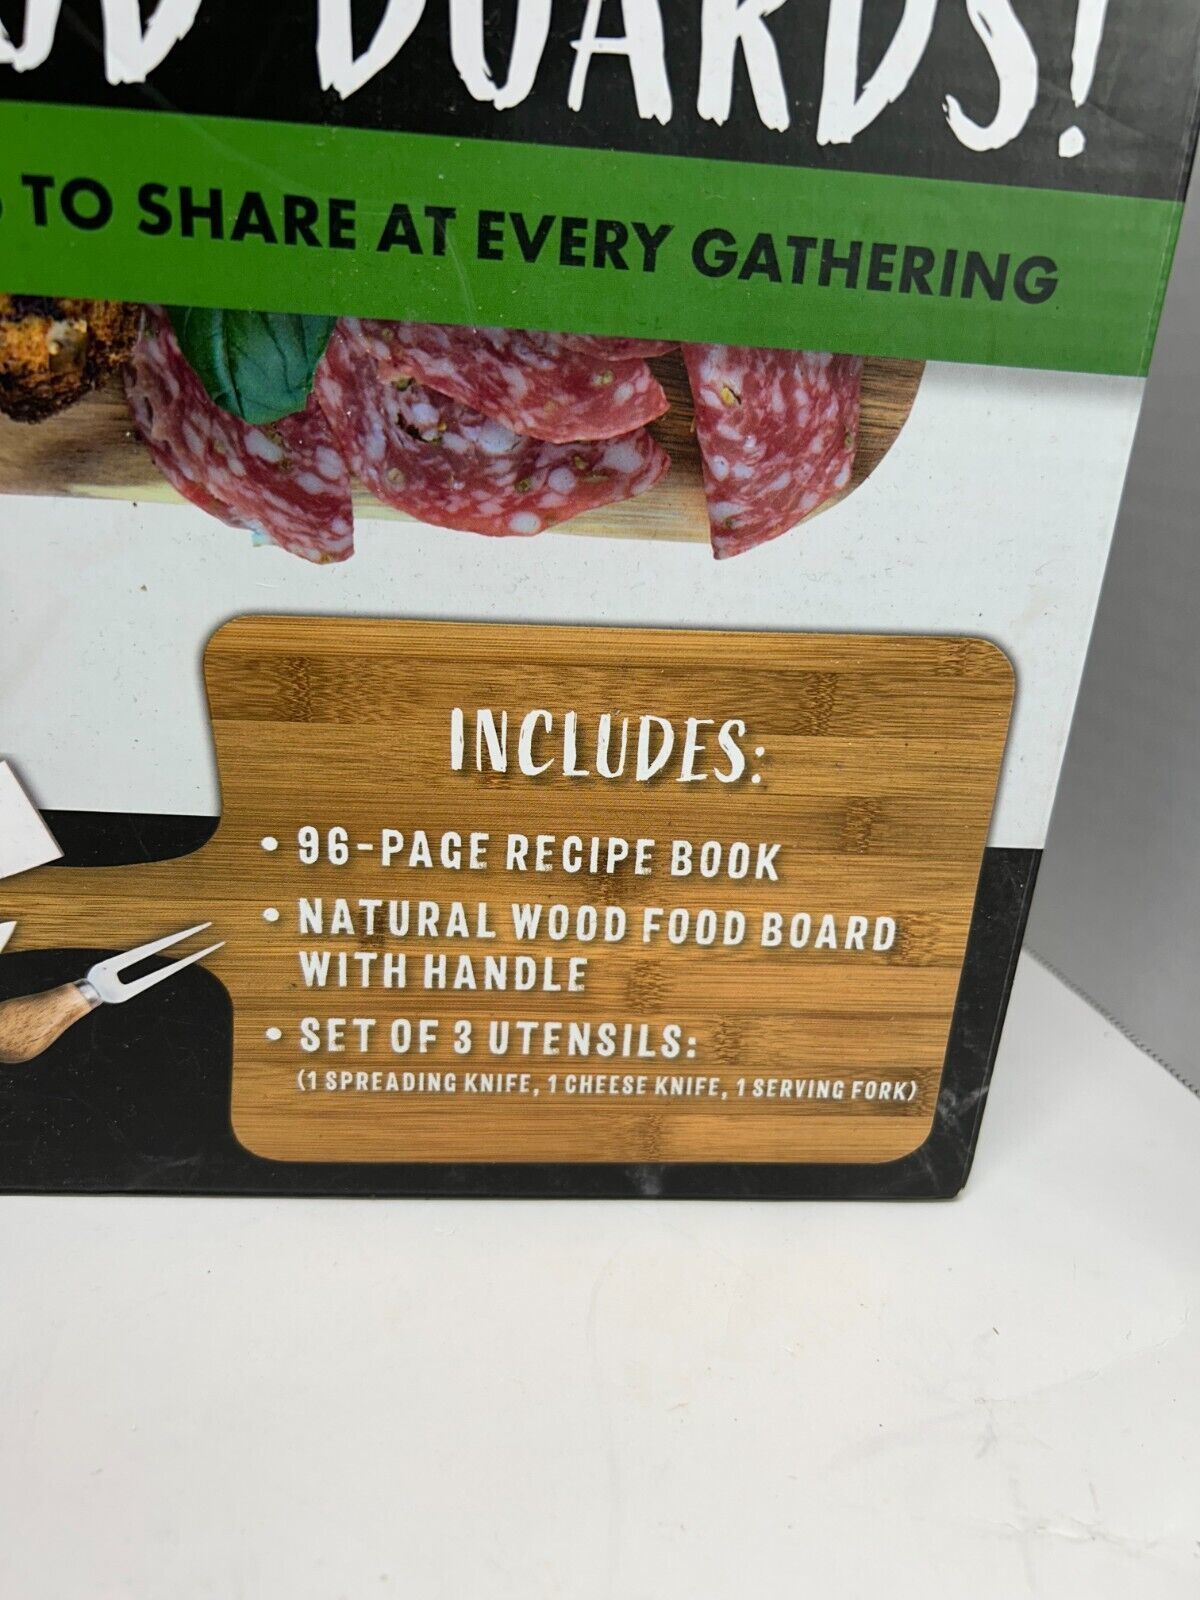 BOARDS!
TO SHARE AT EVERY GATHERING
INCLUDES:
• 96-PAGE RECIPE BOOK
• NATURAL WOOD FOOD BOARD
WITH HANDLE
• SET OF 3 UTENSILS:
(1 SPREADING KNIFE, 1 CHEESE KNIFE, 1 SERVING FORK)